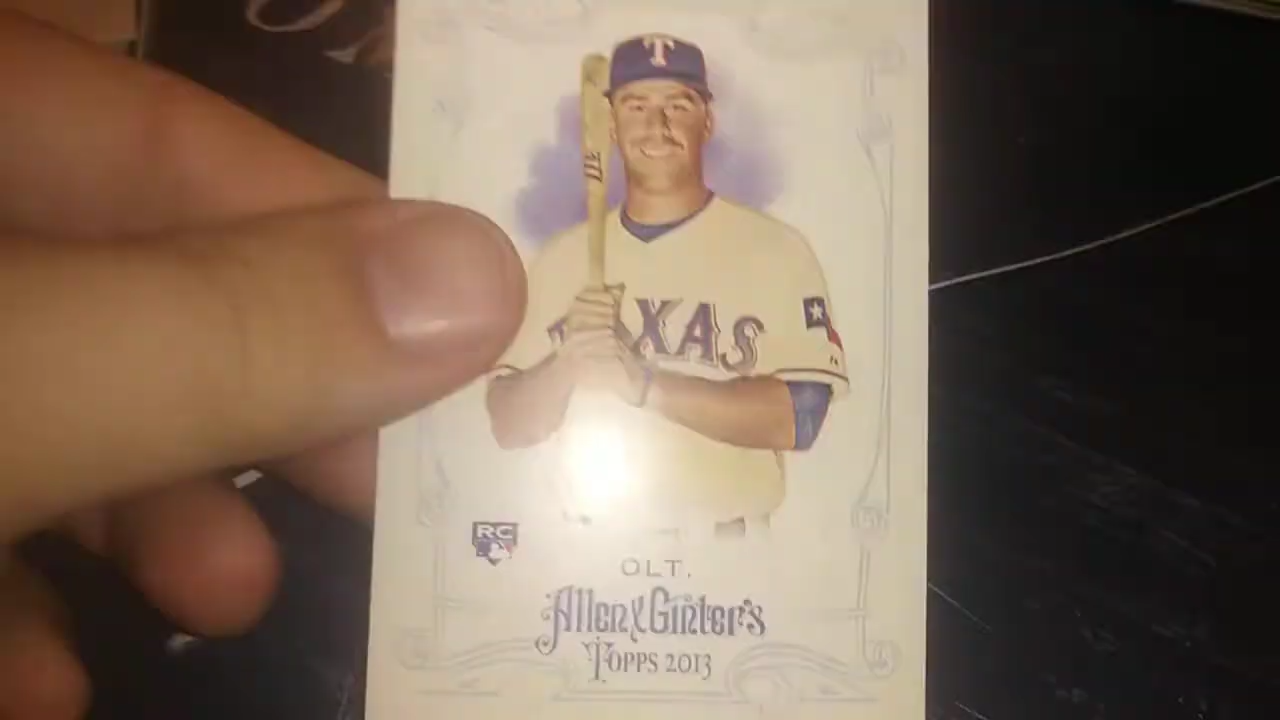 T
TEXAS
RC
OLT.
Allen & Ginter's
TOPPS 2013